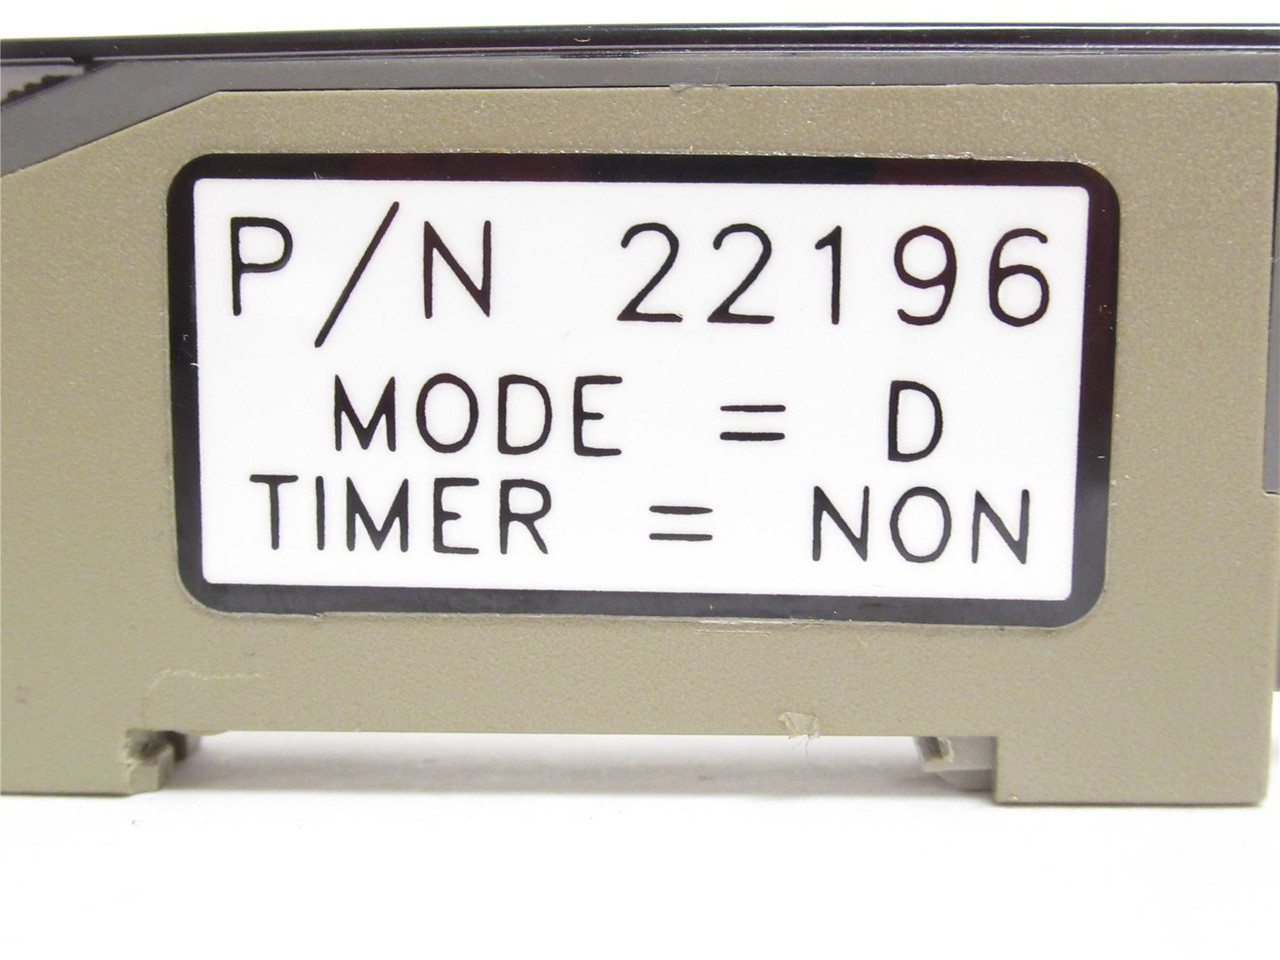 P/N 22196
MODE = D
TIMER = NON